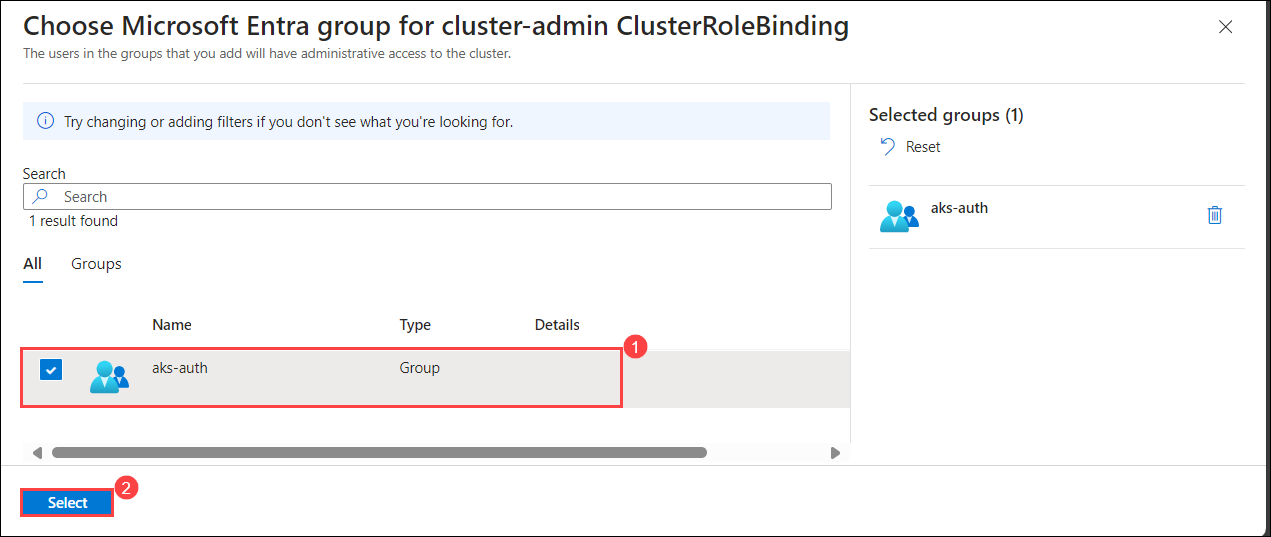 Choose Microsoft Entra group for cluster-admin ClusterRoleBinding
The users in the groups that you add will have administrative access to the cluster.
Try changing or adding filters if you don't see what you're looking for.
Search
Search
1 result found
All Groups
Name Type Details
aks-auth Group
1
Select
2
Selected groups (1)
Reset
aks-auth